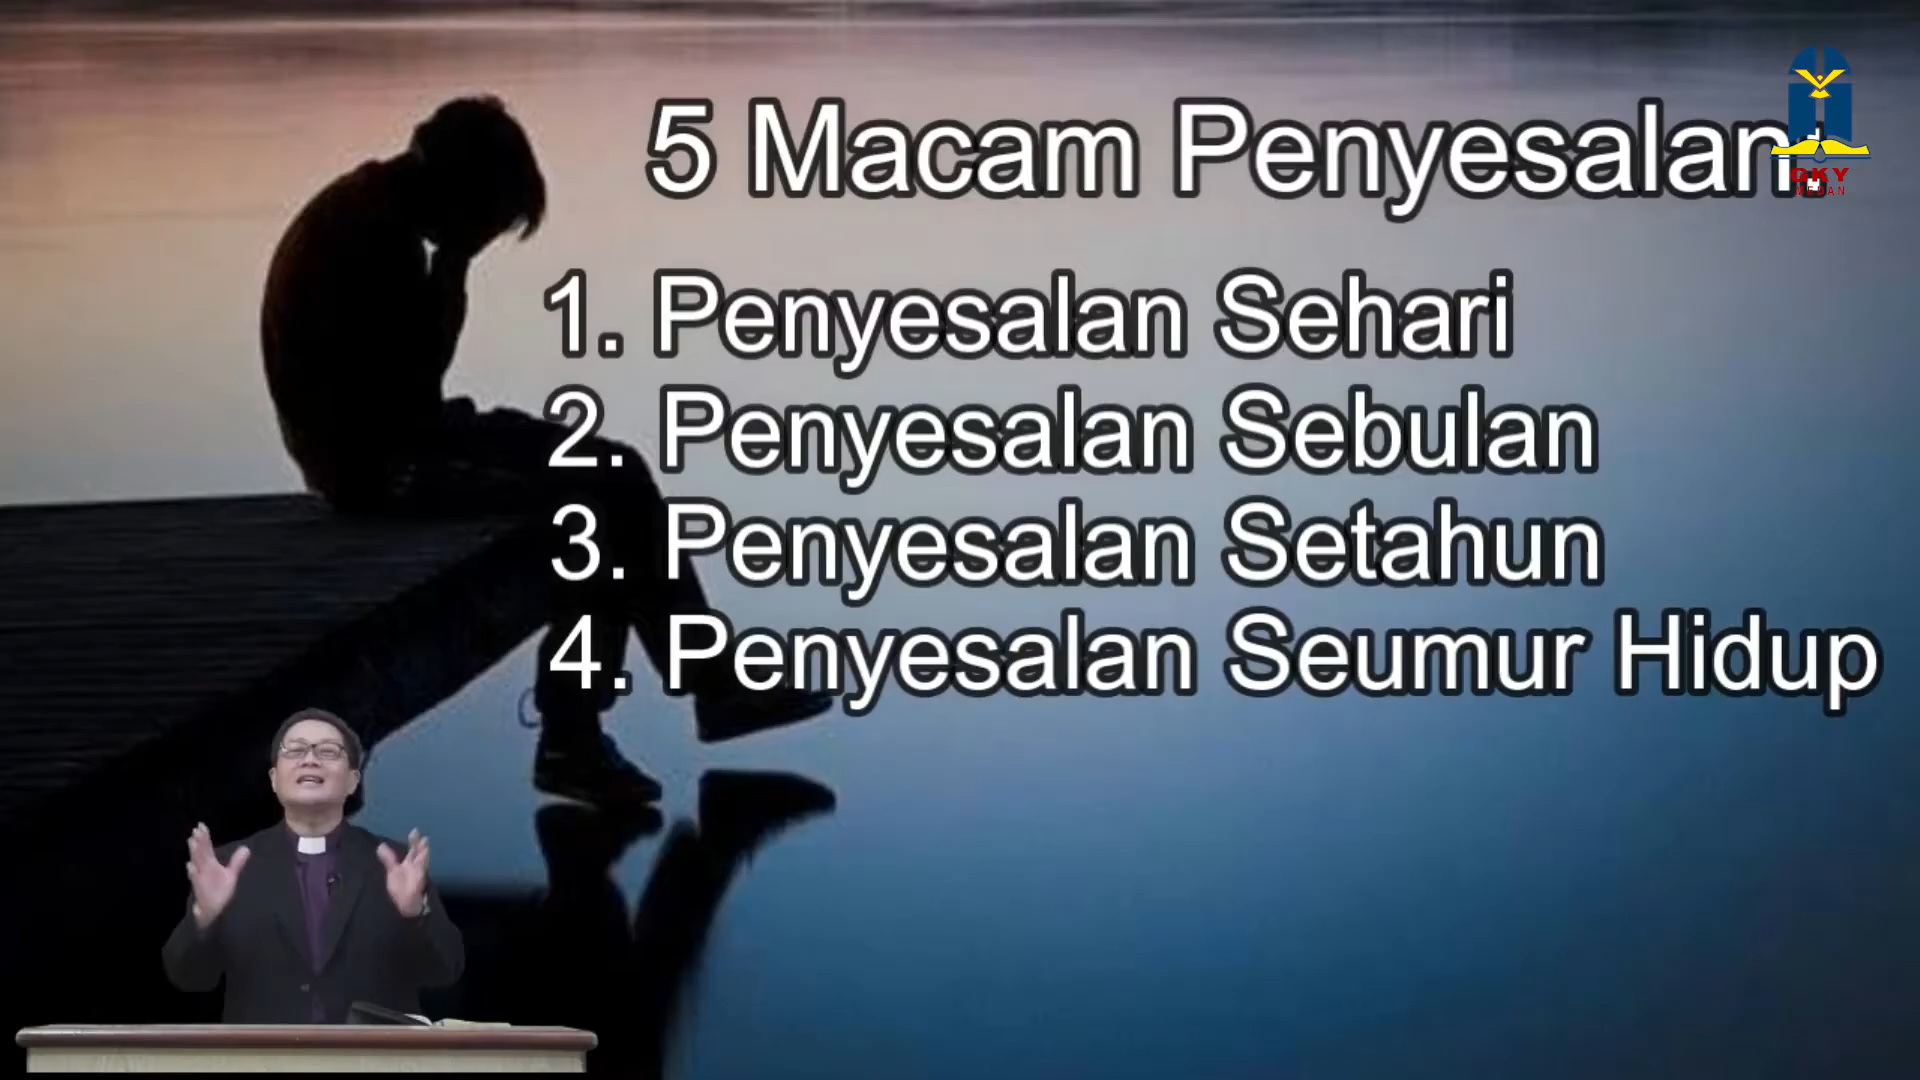 5 Macam Penyesalan:
1. Penyesalan Sehari
2. Penyesalan Sebulan
3. Penyesalan Setahun
4. Penyesalan Seumur Hidup
GKY
MEDAN